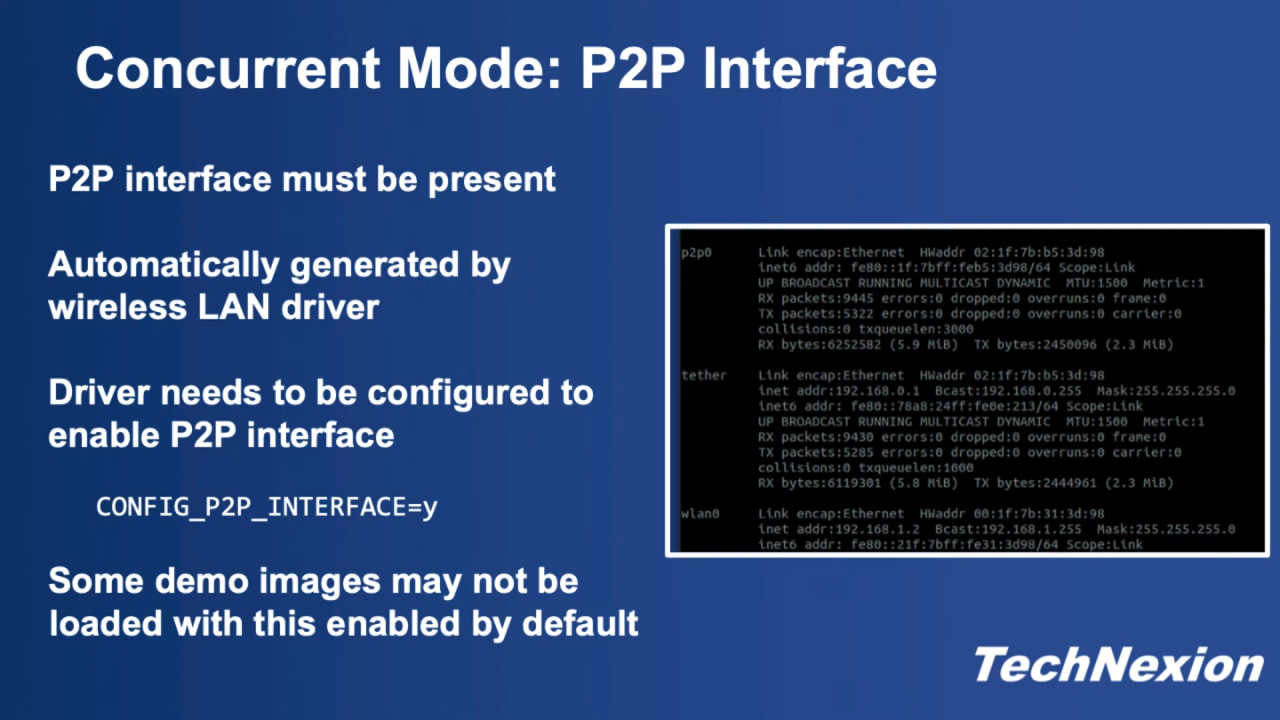 Concurrent Mode: P2P Interface
P2P interface must be present
Automatically generated by
wireless LAN driver
Driver needs to be configured to
enable P2P interface
CONFIG_P2P_INTERFACE=y
Some demo images may not be
loaded with this enabled by default
p2p0 Link encap:Ethernet HWaddr 02:1f:7b:b5:3d:98
inet6 addr: fe80::1f:7bff:feb5:3d98/64 Scope:Link
UP BROADCAST RUNNING MULTICAST DYNAMIC MTU:1500 Metric:1
RX packets:9445 errors:0 dropped:0 overruns:0 frame:0
TX packets:5322 errors:0 dropped:0 overruns:0 carrier:0
collisions:0 txqueuelen:3000
RX bytes:6252582 (5.9 MiB) TX bytes:2450096 (2.3 MiB)
tether Link encap:Ethernet HWaddr 02:1f:7b:b5:3d:98
inet addr:192.168.0.1 Bcast:192.168.0.255 Mask:255.255.255.0
inet6 addr: fe80::78a8:24ff:fe0e:213/64 Scope:Link
UP BROADCAST RUNNING MULTICAST DYNAMIC MTU:1500 Metric:1
RX packets:9430 errors:0 dropped:0 overruns:0 frame:0
TX packets:5285 errors:0 dropped:0 overruns:0 carrier:0
collisions:0 txqueuelen:1000
RX bytes:6119301 (5.8 MiB) TX bytes:2444961 (2.3 MiB)
wlan0 Link encap:Ethernet HWaddr 00:1f:7b:31:3d:98
inet addr:192.168.1.2 Bcast:192.168.1.255 Mask:255.255.255.0
inet6 addr: fe80::21f:7bff:fe31:3d98/64 Scope:Link
TechNexion